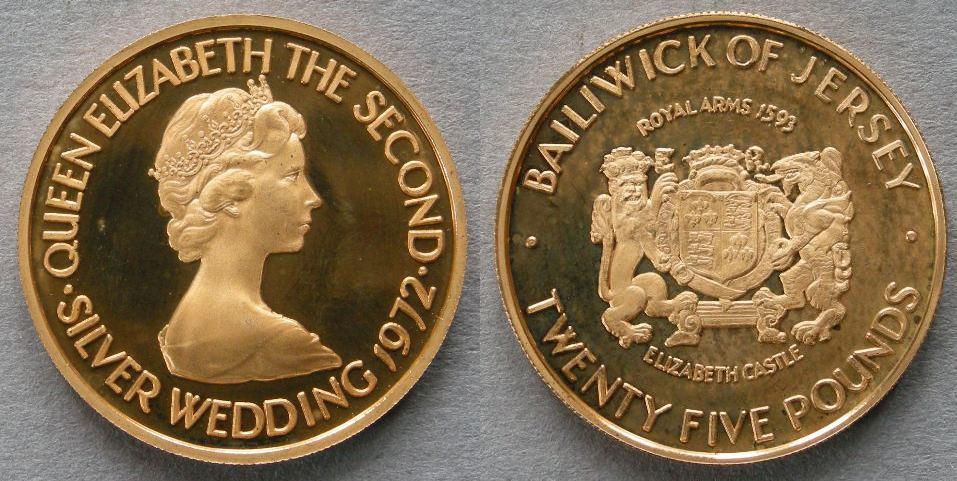 · QUEEN ELIZABETH THE SECOND ·
SILVER WEDDING 1972
· BAILIWICK OF JERSEY ·
ROYAL ARMS 1593
ELIZABETH CASTLE
TWENTY FIVE POUNDS